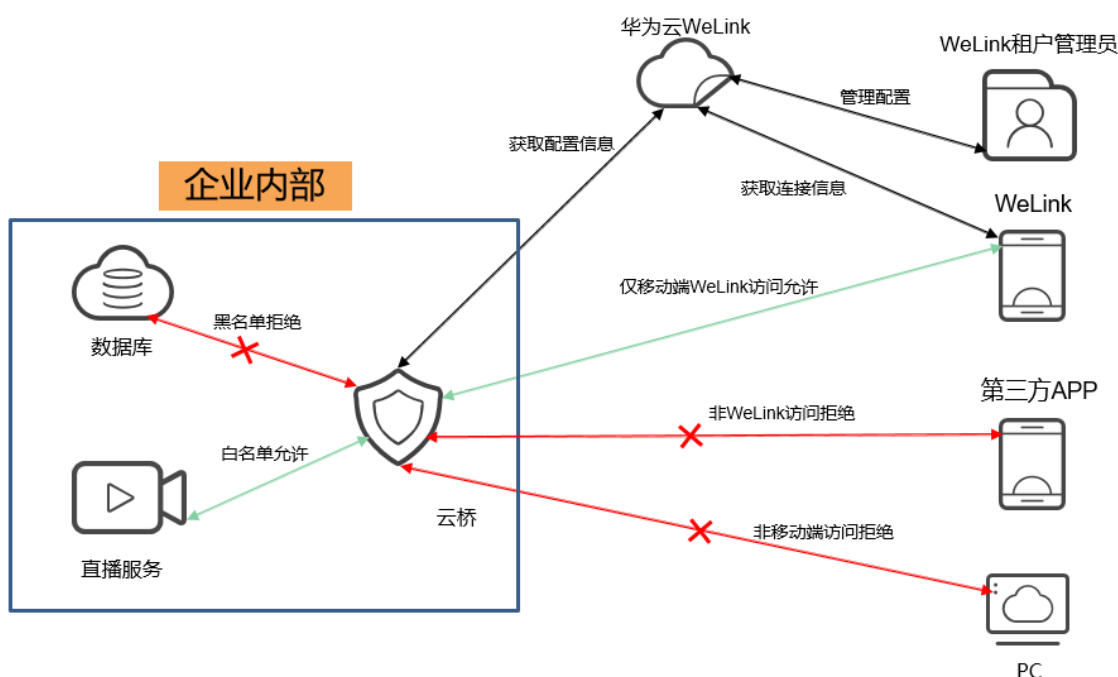 华为云WeLink
WeLink租户管理员
管理配置
获取配置信息
企业内部
获取连接信息
WeLink
仅移动端WeLink访问允许
黑名单拒绝
数据库
第三方APP
非WeLink访问拒绝
白名单允许
云桥
非移动端访问拒绝
直播服务
PC